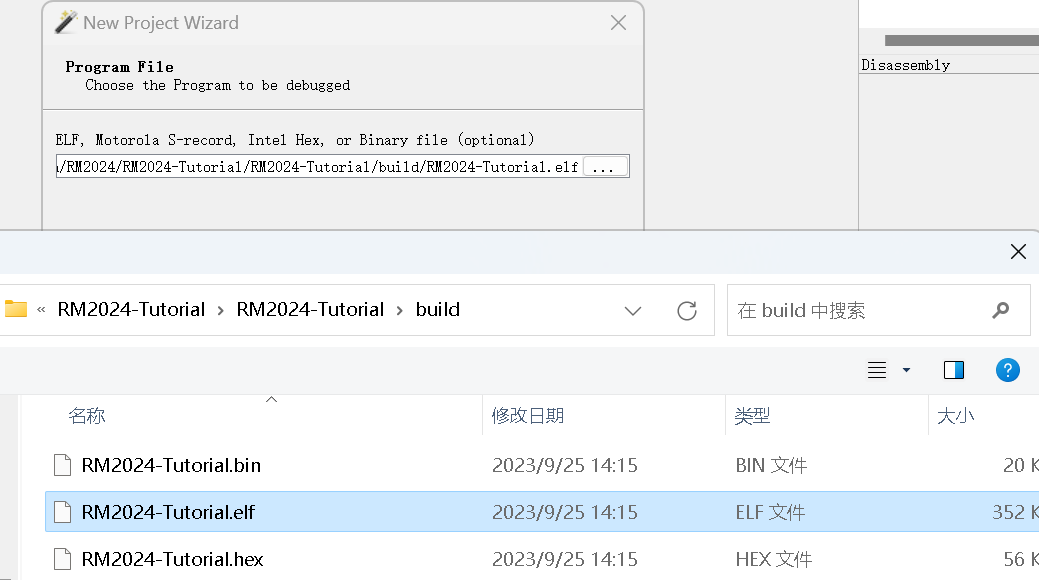 New Project Wizard
Program File
Choose the Program to be debugged
Disassembly
ELF, Motorola S-record, Intel Hex, or Binary file (optional)
/RM2024/RM2024-Tutorial/RM2024-Tutorial/build/RM2024-Tutorial.elf ...
« RM2024-Tutorial › RM2024-Tutorial › build
在 build 中搜索
名称 修改日期 类型 大小
RM2024-Tutorial.bin 2023/9/25 14:15 BIN 文件 20 K
RM2024-Tutorial.elf 2023/9/25 14:15 ELF 文件 352 K
RM2024-Tutorial.hex 2023/9/25 14:15 HEX 文件 56 K